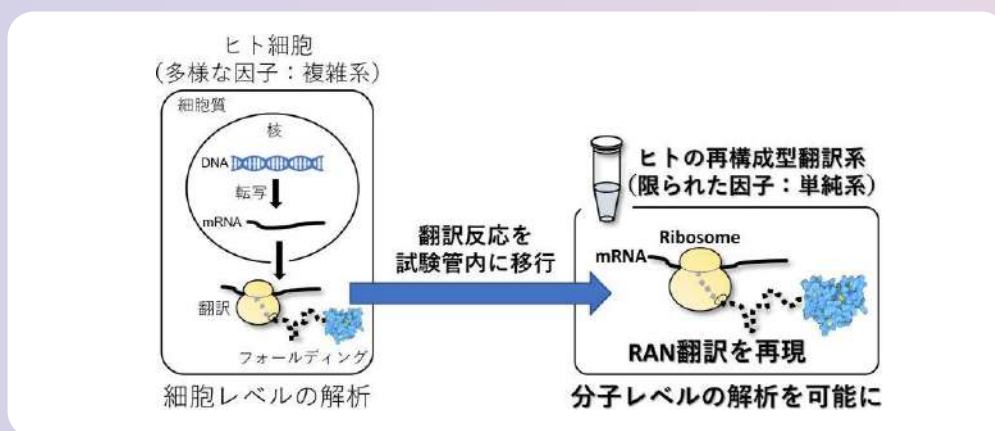 ヒト細胞
(多様な因子：複雑系)
細胞質
核
DNA
転写
mRNA
翻訳
フォールディング
細胞レベルの解析
翻訳反応を
試験管内に移行
ヒトの再構成型翻訳系
(限られた因子：単純系)
Ribosome
mRNA
RAN翻訳を再現
分子レベルの解析を可能に